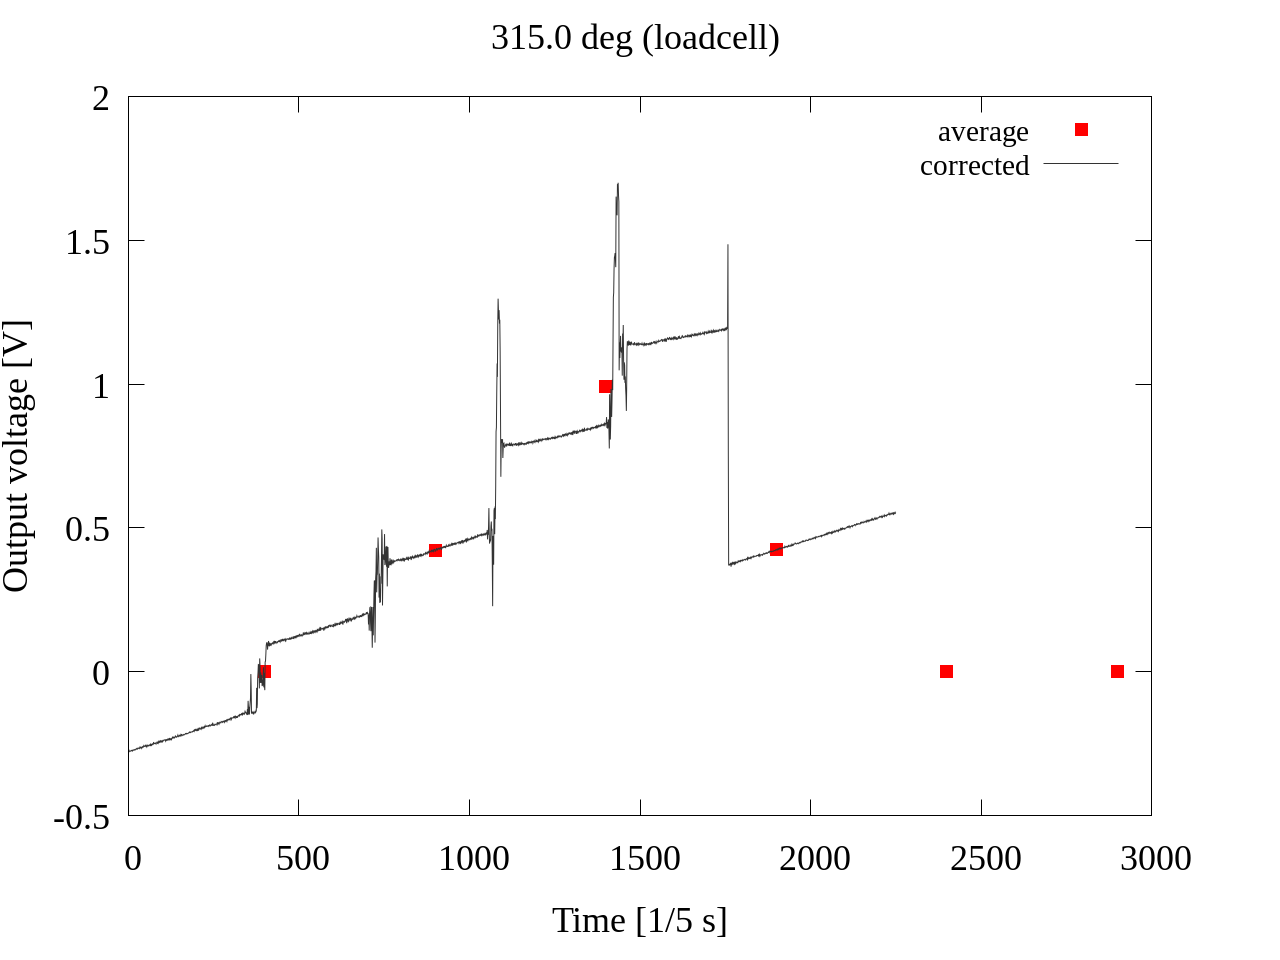 315.0 deg (loadcell)
2
average
corrected
1.5
1
0.5
0
-0.5
Output voltage [V]
0 500 1000 1500 2000 2500 3000
Time [1/5 s]